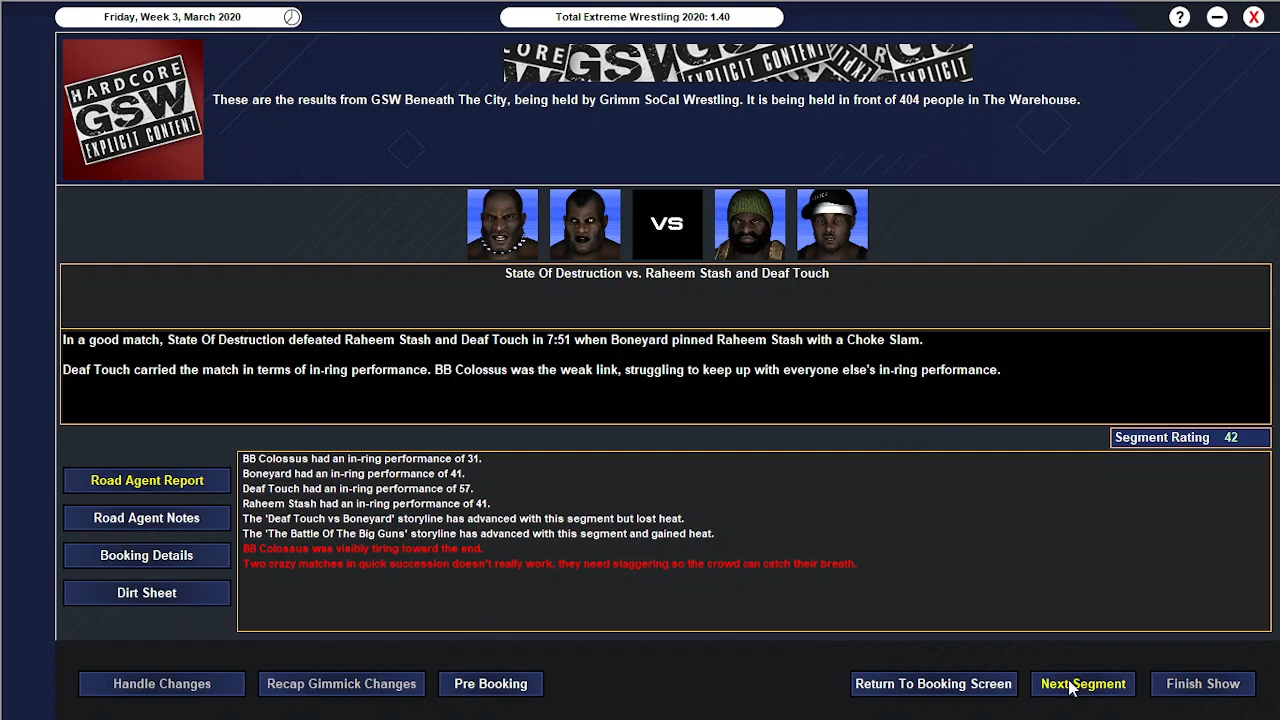 Friday, Week 3, March 2020
Total Extreme Wrestling 2020: 1.40
?
X
HARDCORE
GSW
EXPLICIT CONTENT
These are the results from GSW Beneath The City, being held by Grimm SoCal Wrestling. It is being held in front of 404 people in The Warehouse.
VS
State Of Destruction vs. Raheem Stash and Deaf Touch
In a good match, State Of Destruction defeated Raheem Stash and Deaf Touch in 7:51 when Boneyard pinned Raheem Stash with a Choke Slam.
Deaf Touch carried the match in terms of in-ring performance. BB Colossus was the weak link, struggling to keep up with everyone else's in-ring performance.
Segment Rating 42
Road Agent Report
Road Agent Notes
Booking Details
Dirt Sheet
BB Colossus had an in-ring performance of 31.
Boneyard had an in-ring performance of 41.
Deaf Touch had an in-ring performance of 57.
Raheem Stash had an in-ring performance of 41.
The 'Deaf Touch vs Boneyard' storyline has advanced with this segment but lost heat.
The 'The Battle Of The Big Guns' storyline has advanced with this segment and gained heat.
BB Colossus was visibly tiring toward the end.
Two crazy matches in quick succession doesn't really work, they need staggering so the crowd can catch their breath.
Handle Changes
Recap Gimmick Changes
Pre Booking
Return To Booking Screen
Next Segment
Finish Show